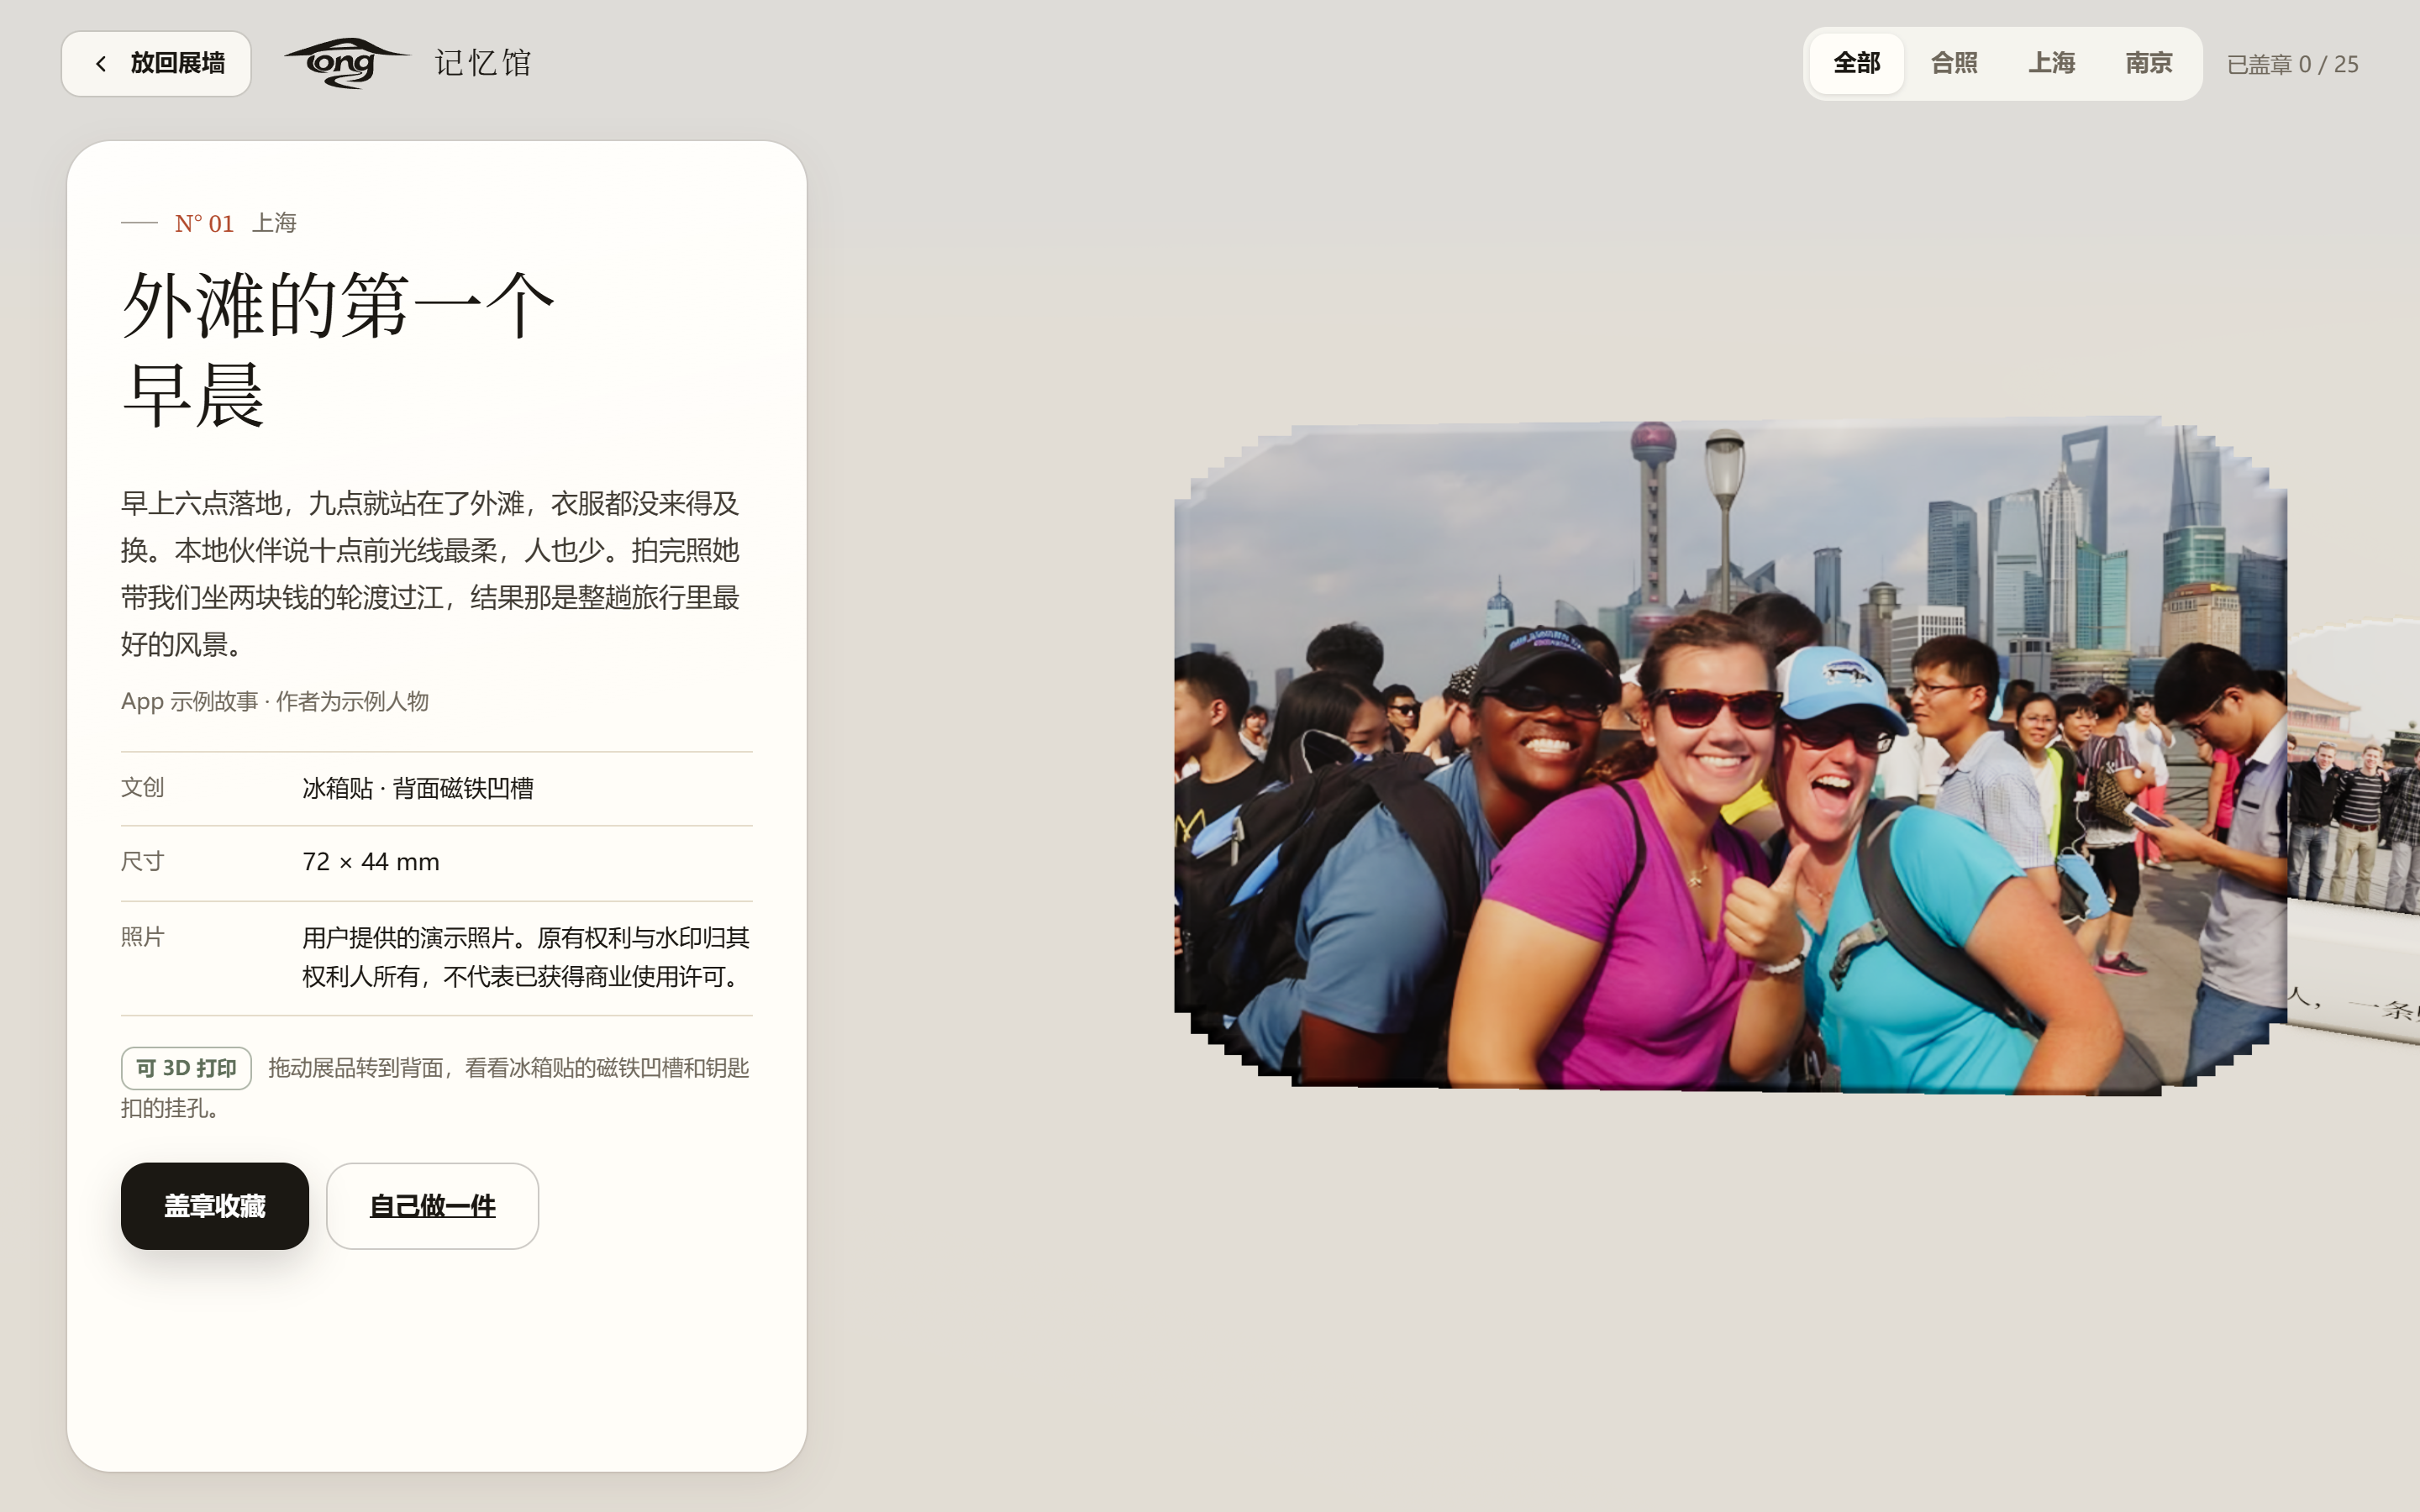 放回展墙
Long
记忆馆
全部
合照
上海
南京
已盖章 0 / 25
N° 01 上海
外滩的第一个
早晨
早上六点落地，九点就站在了外滩，衣服都没来得及
换。本地伙伴说十点前光线最柔，人也少。拍完照她
带我们坐两块钱的轮渡过江，结果那是整趟旅行里最
好的风景。
App 示例故事 · 作者为示例人物
文创 冰箱贴 · 背面磁铁凹槽
尺寸 72 × 44 mm
照片 用户提供的演示照片。原有权利与水印归其
权利人所有，不代表已获得商业使用许可。
可 3D 打印 拖动展品转到背面，看看冰箱贴的磁铁凹槽和钥匙
扣的挂孔。
盖章收藏
自己做一件
人，一条